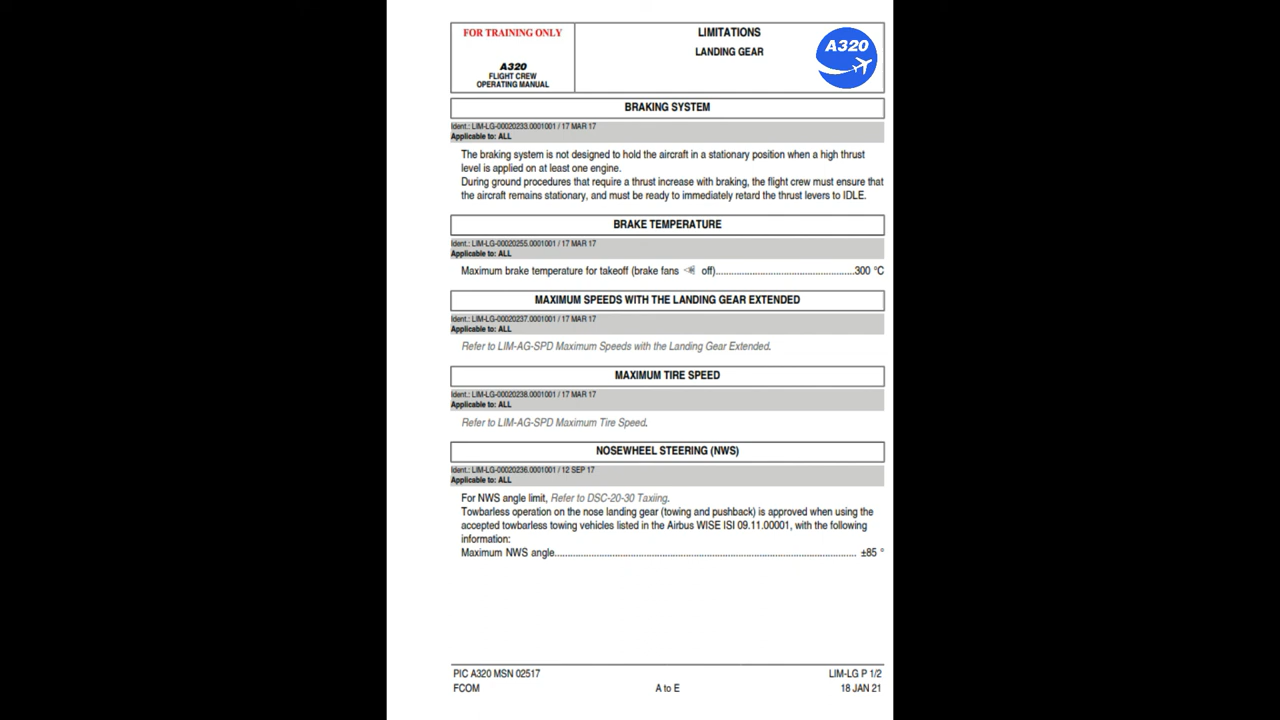 FOR TRAINING ONLY
A320
FLIGHT CREW
OPERATING MANUAL
LIMITATIONS
LANDING GEAR
A320
BRAKING SYSTEM
Ident.: LIM-LG-00020233.0001001 / 17 MAR 17
Applicable to: ALL
The braking system is not designed to hold the aircraft in a stationary position when a high thrust
level is applied on at least one engine.
During ground procedures that require a thrust increase with braking, the flight crew must ensure that
the aircraft remains stationary, and must be ready to immediately retard the thrust levers to IDLE.
BRAKE TEMPERATURE
Ident.: LIM-LG-00020255.0001001 / 17 MAR 17
Applicable to: ALL
Maximum brake temperature for takeoff (brake fans off).....................................................300 °C
MAXIMUM SPEEDS WITH THE LANDING GEAR EXTENDED
Ident.: LIM-LG-00020237.0001001 / 17 MAR 17
Applicable to: ALL
Refer to LIM-AG-SPD Maximum Speeds with the Landing Gear Extended.
MAXIMUM TIRE SPEED
Ident.: LIM-LG-00020238.0001001 / 17 MAR 17
Applicable to: ALL
Refer to LIM-AG-SPD Maximum Tire Speed.
NOSEWHEEL STEERING (NWS)
Ident.: LIM-LG-00020236.0001001 / 12 SEP 17
Applicable to: ALL
For NWS angle limit, Refer to DSC-20-30 Taxiing.
Towbarless operation on the nose landing gear (towing and pushback) is approved when using the
accepted towbarless towing vehicles listed in the Airbus WISE ISI 09.11.00001, with the following
information:
Maximum NWS angle.................................................................................................................... ±85 °
PIC A320 MSN 02517
LIM-LG P 1/2
FCOM
A to E
18 JAN 21